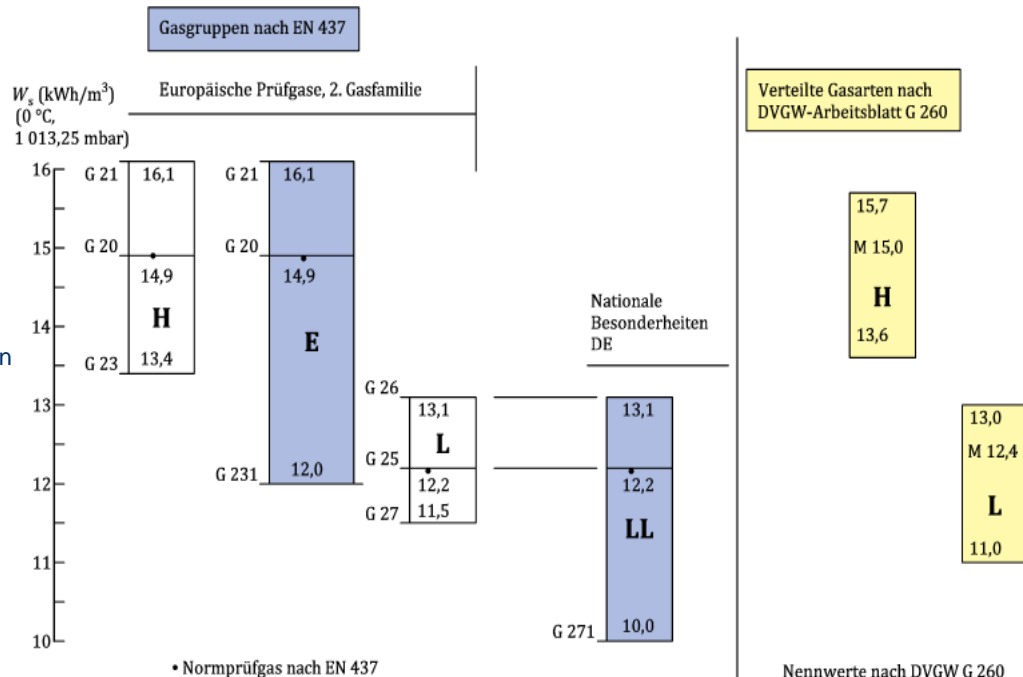 Gasgruppen nach EN 437
Wₛ (kWh/m³)
(0 °C,
1 013,25 mbar)
Europäische Prüfgase, 2. Gasfamilie
Verteilte Gasarten nach
DVGW-Arbeitsblatt G 260
16
15
14
13
12
11
10
n
G 21
16,1
G 20
14,9
H
G 23
13,4
G 21
16,1
G 20
14,9
E
G 231
12,0
G 26
13,1
L
G 25
12,2
G 27
11,5
Nationale
Besonderheiten
DE
13,1
12,2
LL
G 271
10,0
15,7
M 15,0
H
13,6
13,0
M 12,4
L
11,0
• Normprüfgas nach EN 437
Nennwerte nach DVGW G 260